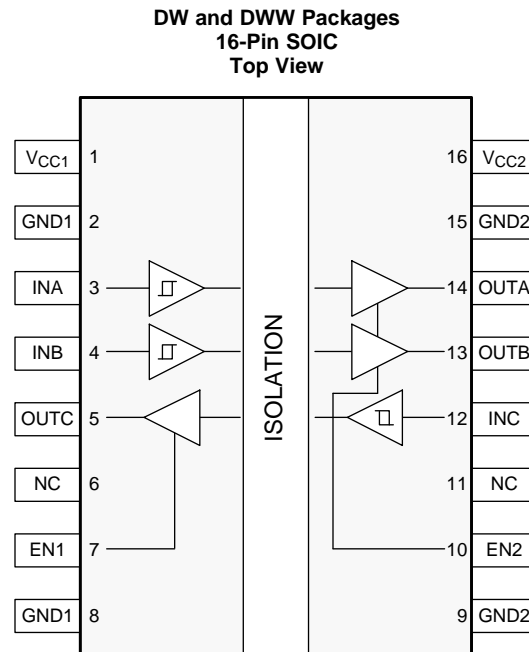 DW and DWW Packages
16-Pin SOIC
Top View
VCC1 1 16 VCC2
GND1 2 15 GND2
INA 3 14 OUTA
INB 4 13 OUTB
OUTC 5 12 INC
NC 6 11 NC
EN1 7 10 EN2
GND1 8 9 GND2
ISOLATION